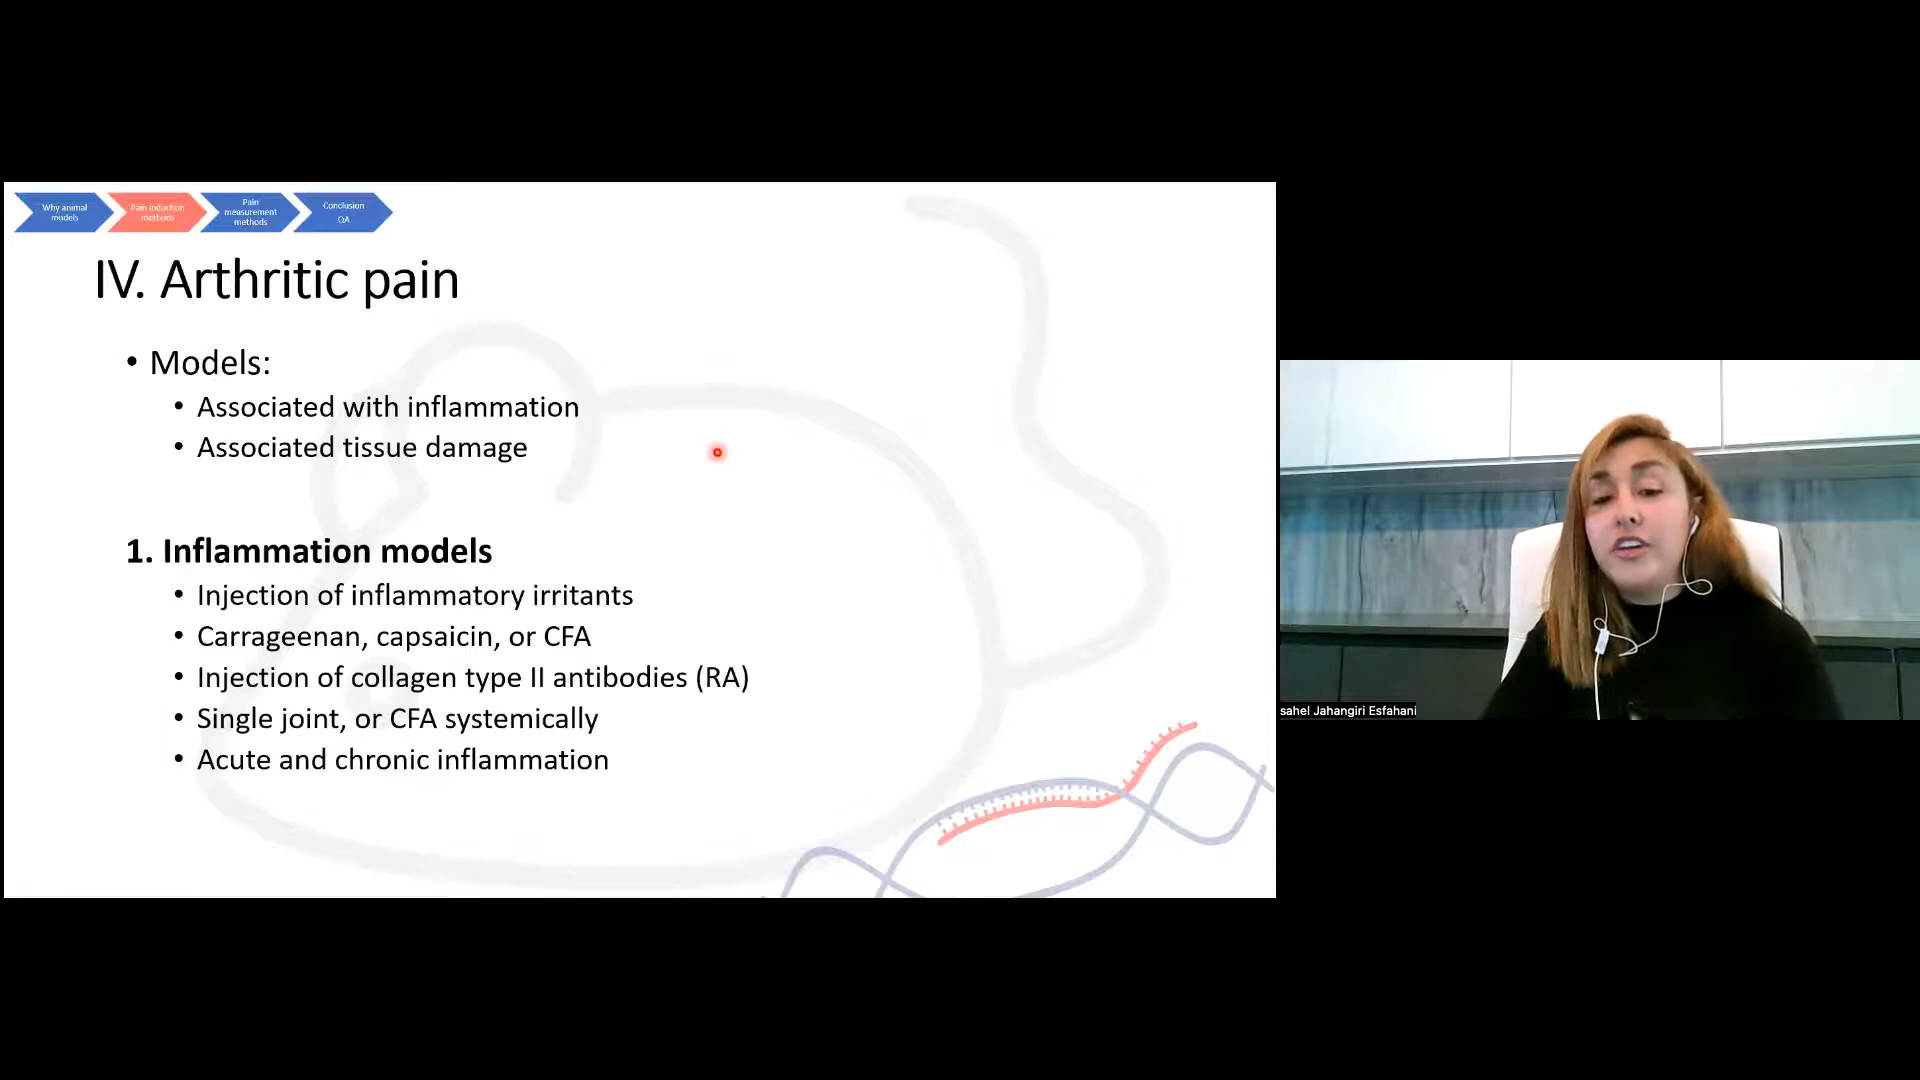 Why animal
models
Pain induction
methods
Pain
measurement
methods
Conclusion
QA
IV. Arthritic pain
• Models:
• Associated with inflammation
• Associated tissue damage
1. Inflammation models
• Injection of inflammatory irritants
• Carrageenan, capsaicin, or CFA
• Injection of collagen type II antibodies (RA)
• Single joint, or CFA systemically
• Acute and chronic inflammation
sahel Jahangiri Esfahani